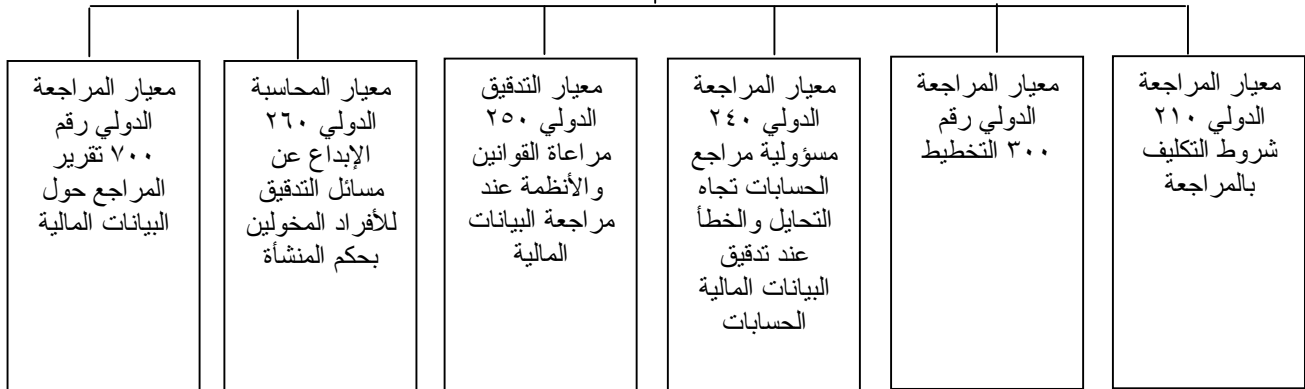 معيار المراجعة
الدولي ٢١٠
شروط التكليف
بالمراجعة
معيار المراجعة
الدولي رقم
٣٠٠ التخطيط
معيار المراجعة
الدولي ٢٤٠
مسؤولية مراجع
الحسابات تجاه
التحايل والخطأ
عند تدقيق
البيانات المالية
الحسابات
معيار التدقيق
الدولي ٢٥٠
مراعاة القوانين
والأنظمة عند
مراجعة البيانات
المالية
معيار المحاسبة
الدولي ٢٦٠
الإبداع عن
مسائل التدقيق
للأفراد المخولين
بحكم المنشأة
معيار المراجعة
الدولي رقم
٧٠٠ تقرير
المراجع حول
البيانات المالية